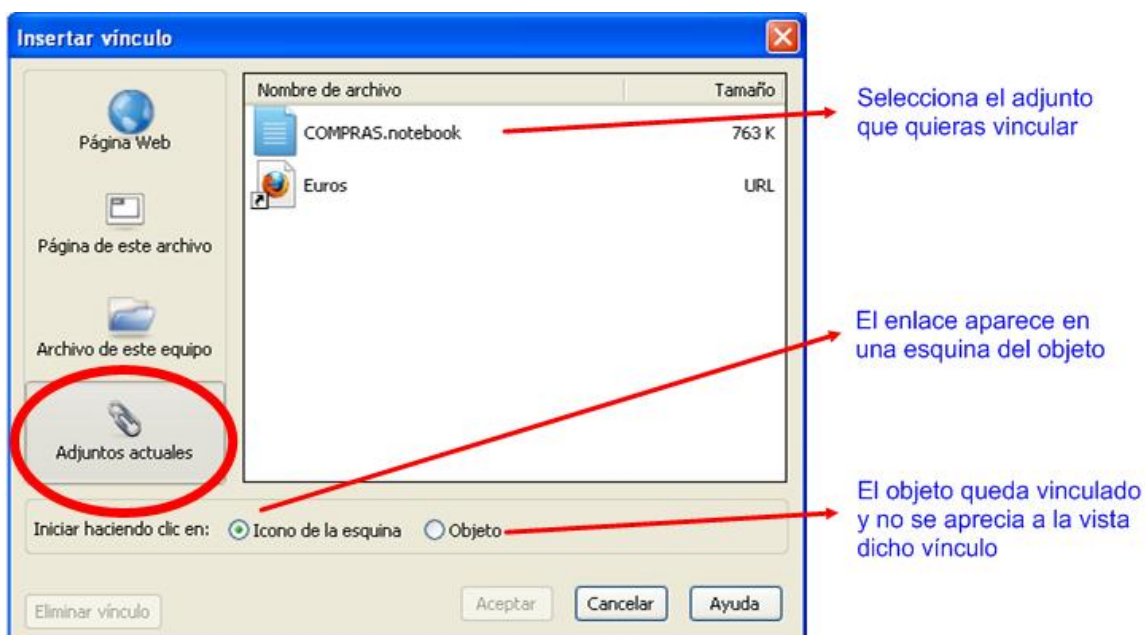 Insertar vínculo
Nombre de archivo Tamaño
Página Web
COMPRAS.notebook 763 K
Selecciona el adjunto
que quieras vincular
Euros URL
Página de este archivo
Archivo de este equipo
El enlace aparece en
una esquina del objeto
Adjuntos actuales
Iniciar haciendo clic en: Icono de la esquina Objeto
El objeto queda vinculado
y no se aprecia a la vista
dicho vínculo
Eliminar vínculo Aceptar Cancelar Ayuda